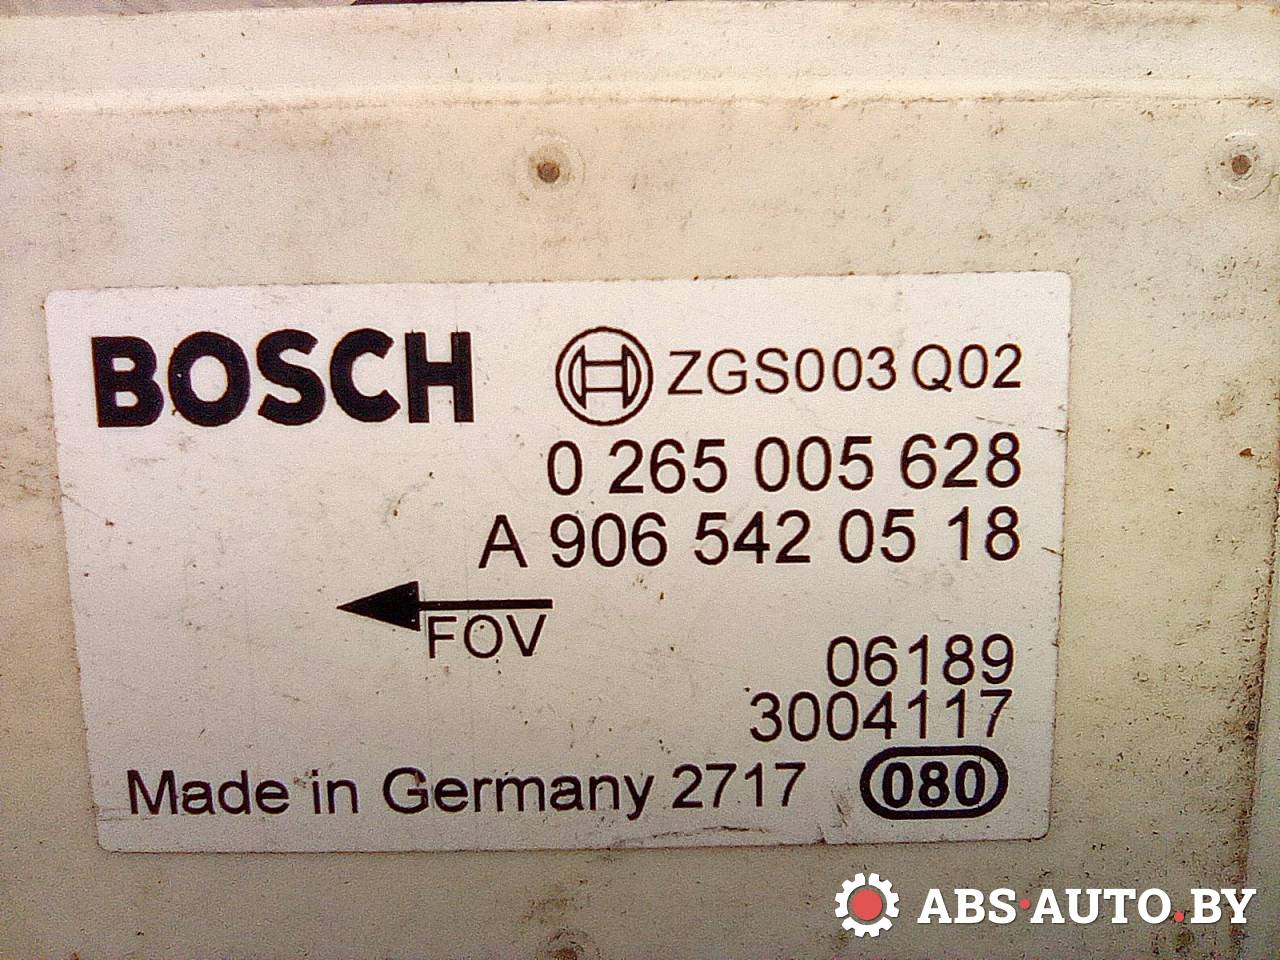 BOSCH ZGS003 Q02
0 265 005 628
A 906 542 05 18
FOV
06189
3004117
Made in Germany 2717 080
ABS·AUTO.BY